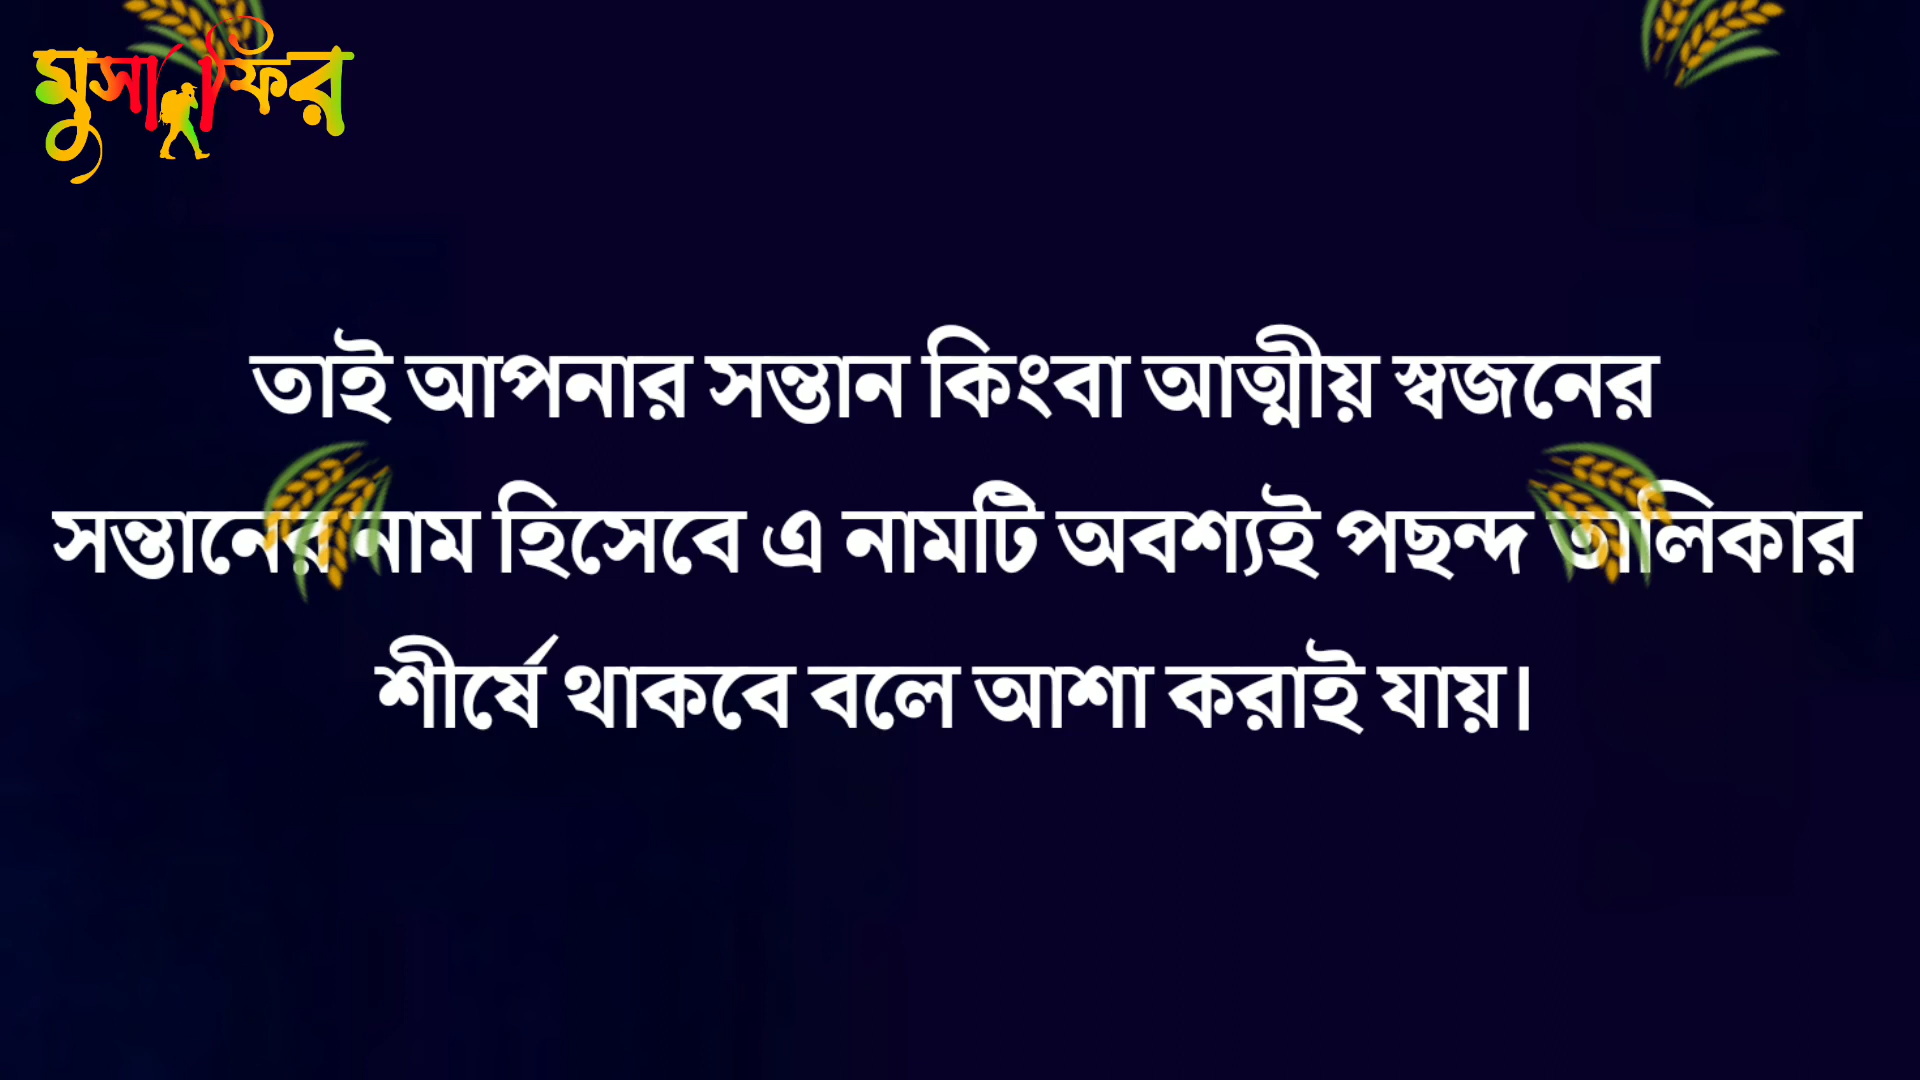 মুসাফির
তাই আপনার সন্তান কিংবা আত্মীয় স্বজনের
সন্তানের নাম হিসেবে এ নামটি অবশ্যই পছন্দ তালিকার
শীর্ষে থাকবে বলে আশা করাই যায়।